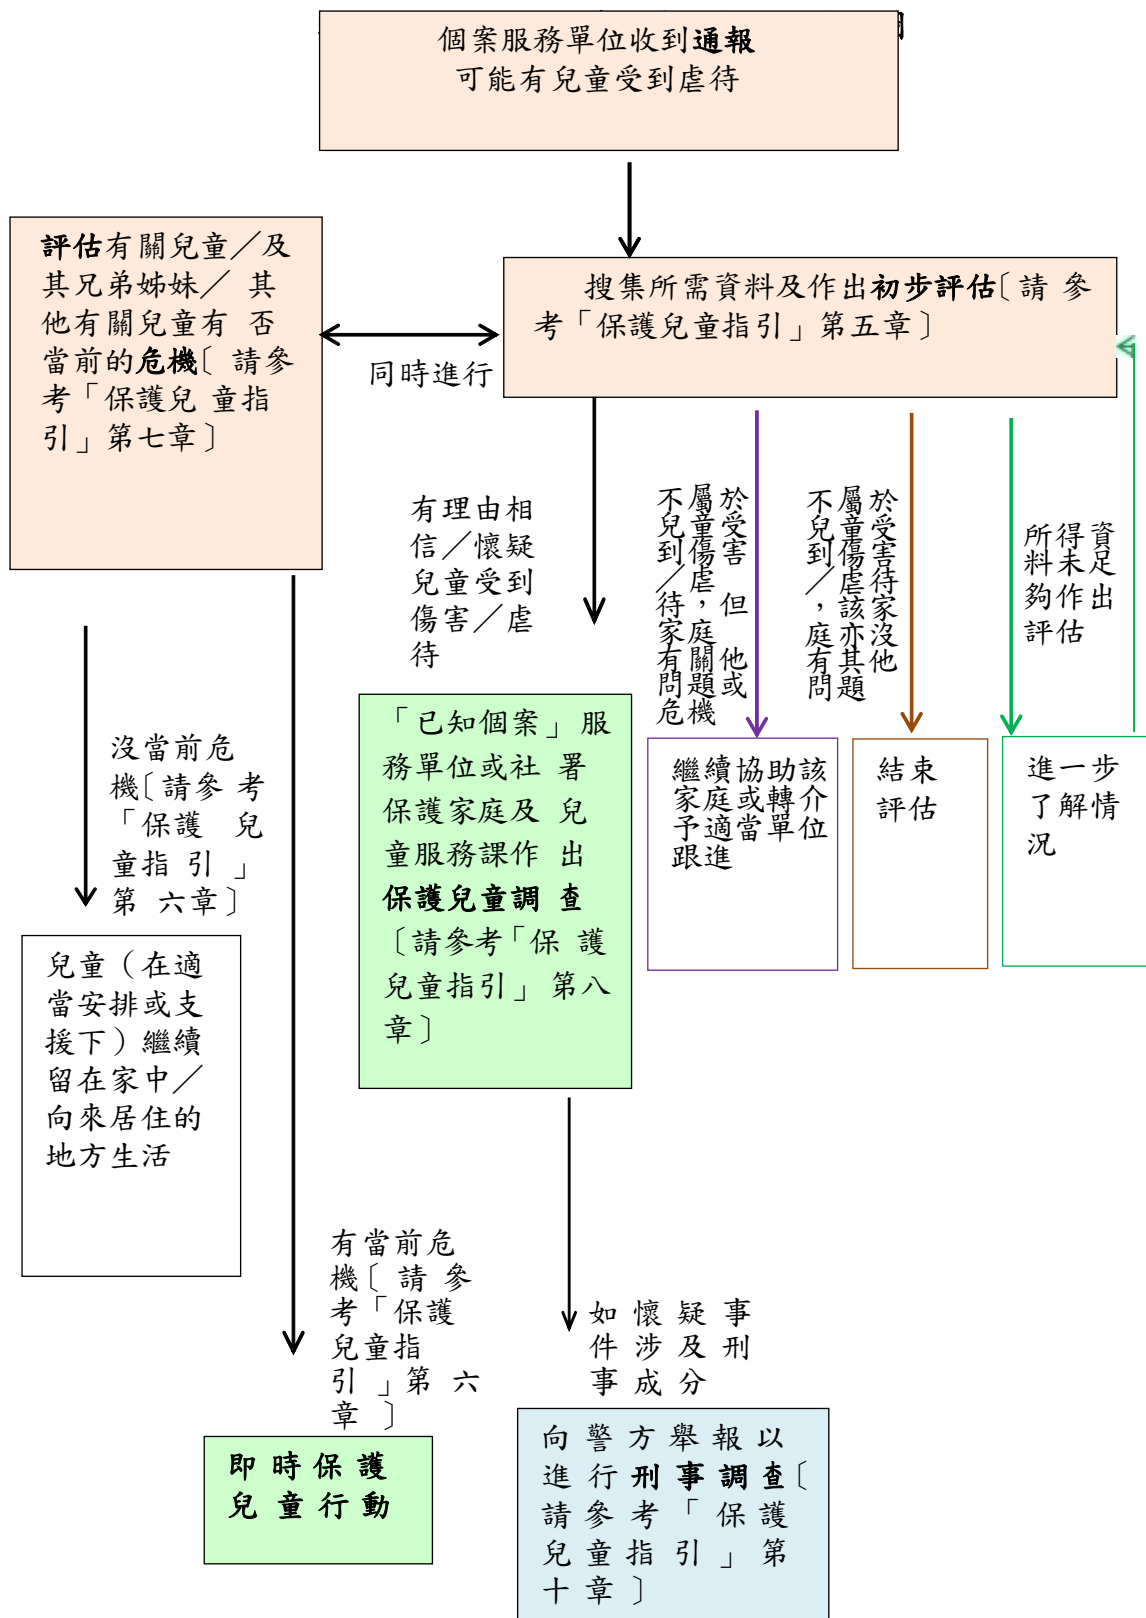 個案服務單位收到通報
可能有兒童受到虐待
評估有關兒童／及
其兄弟姊妹／ 其
他有關兒童有 否
當前的危機〔 請參
考「保護兒 童指
引」第七章〕
搜集所需資料及作出初步評估〔請 參
考「保護兒童指引」第五章〕
同時進行
有理由相
信／懷疑
兒童受到
傷害／虐
待
不屬於
兒童受
到傷害
／虐
待，但
家庭
有關他
問題或
危機
不屬於
兒童受
到傷害
／虐待
，該家
庭亦沒
有其他
問題
所得資
料未足
夠作出
評估
沒當前危
機〔請參 考
「保護 兒
童指 引 」
第 六章〕
「已知個案」服
務單位或社 署
保護家庭及 兒
童服務課作 出
保護兒童調 查
〔請參考「保 護
兒童指引」 第八
章〕
繼續協助該
家庭或轉介
予適當單位
跟進
結束
評估
進一步
了解情
況
兒童（在適
當安排或支
援下）繼續
留在家中／
向來居住的
地方生活
有當前危
機〔 請 參
考「保護
兒童指
引 」第 六
章 〕
如 懷 疑 事
件 涉 及 刑
事 成 分
即 時 保 護
兒 童 行 動
向 警 方 舉 報 以
進 行 刑 事 調 查〔
請 參 考 「 保 護
兒 童 指 引 」 第
十 章 〕